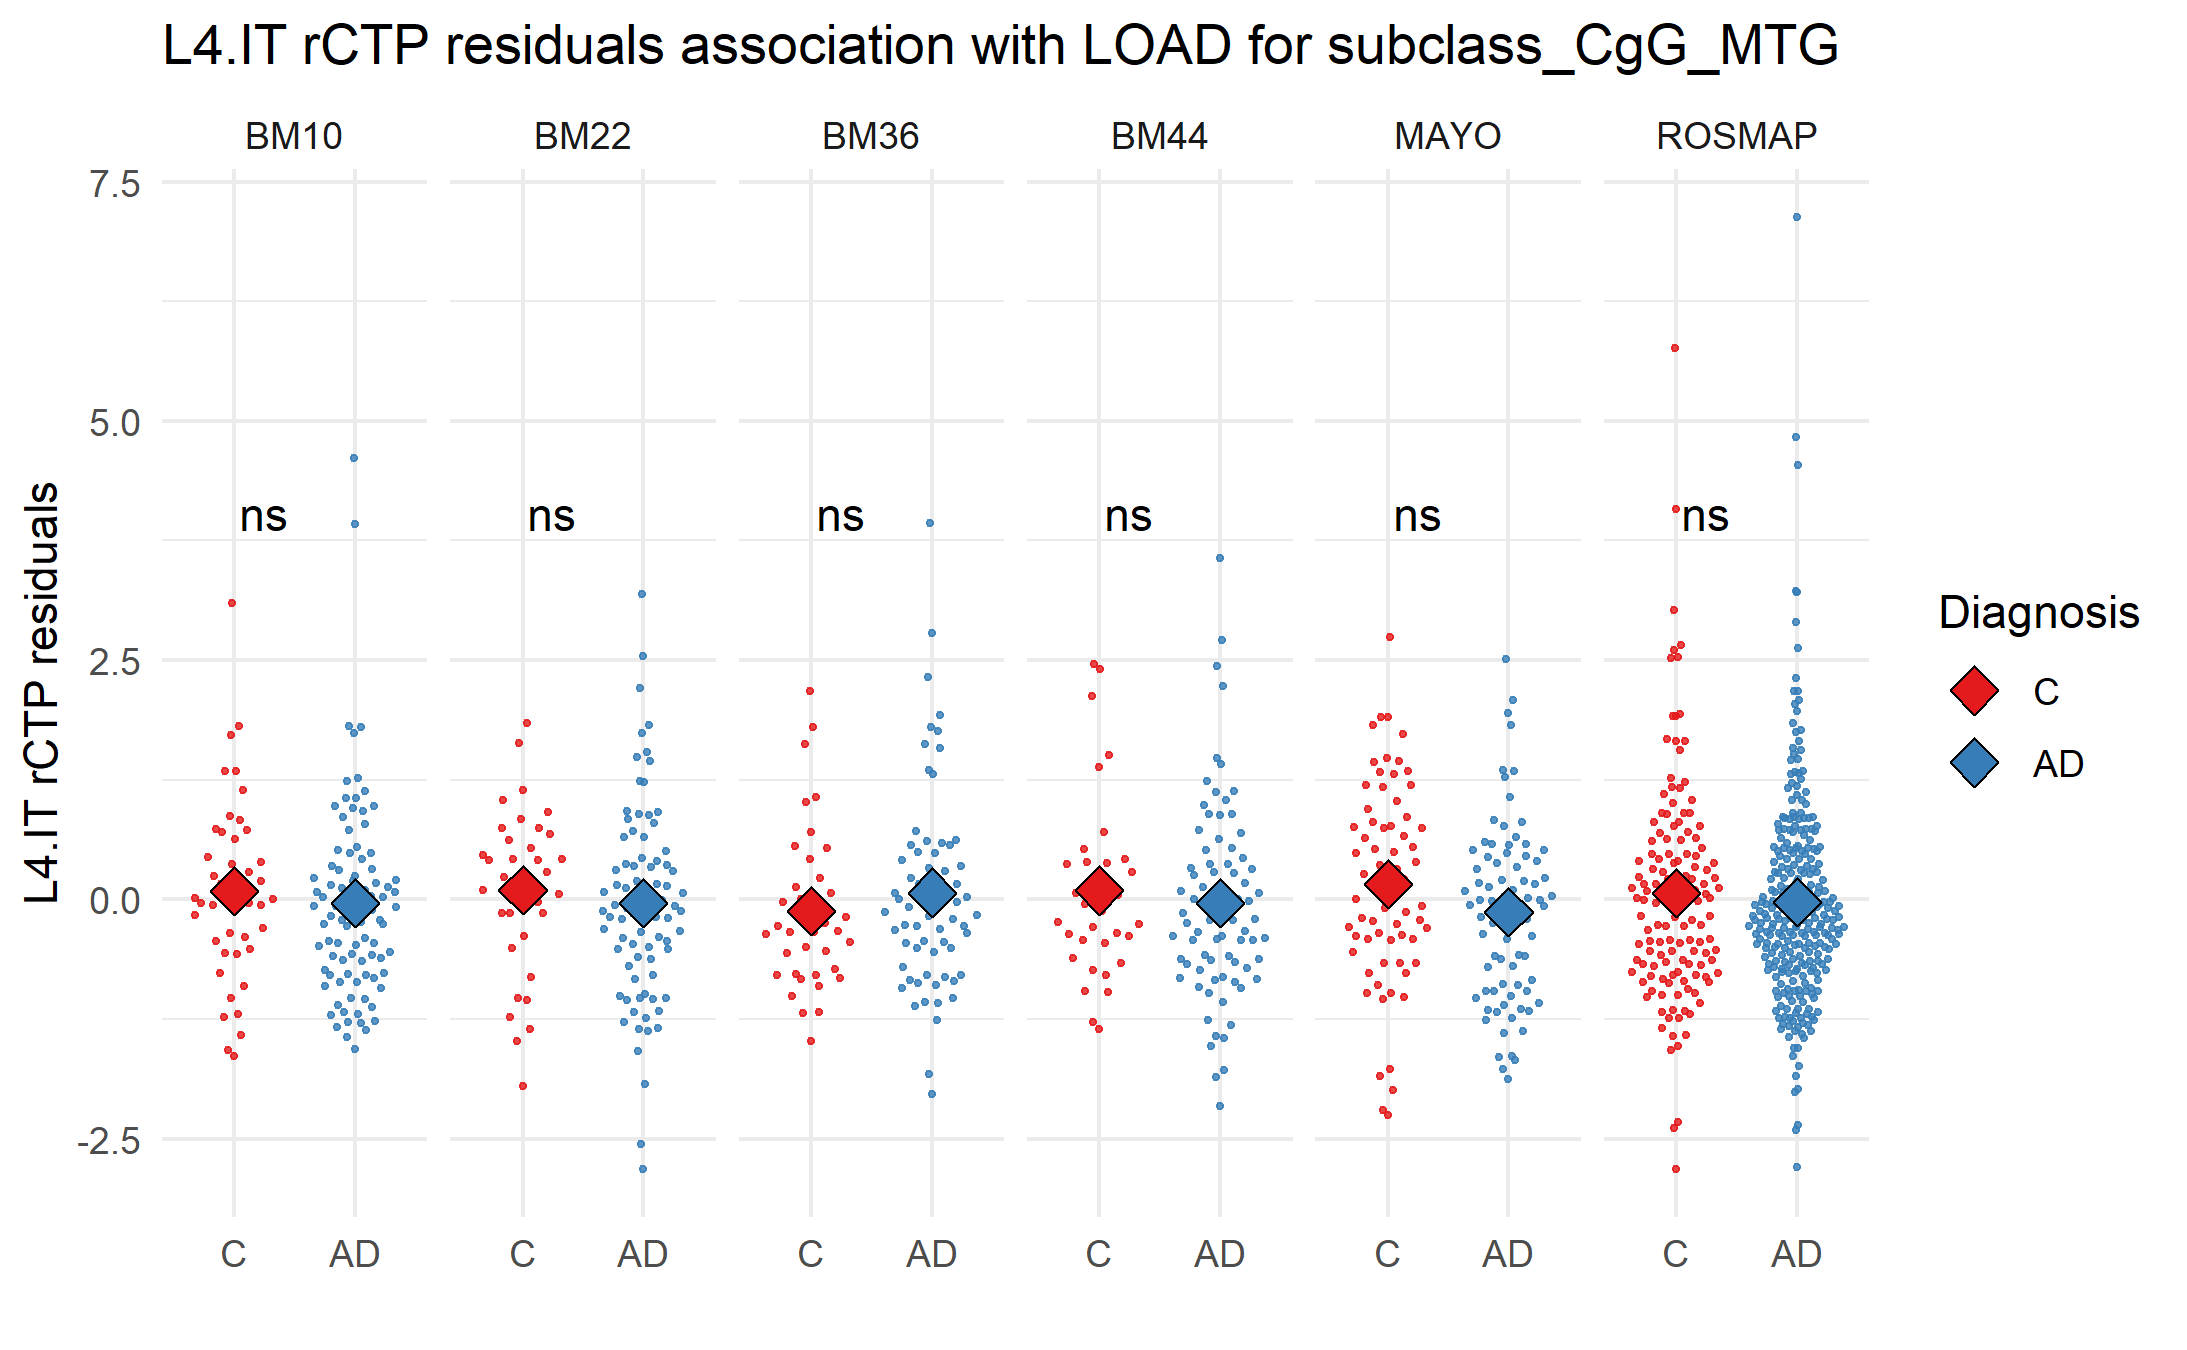 L4.IT rCTP residuals association with LOAD for subclass_CgG_MTG
BM10 BM22 BM36 BM44 MAYO ROSMAP
7.5
5.0
ns ns ns ns ns ns
2.5
0.0
-2.5
L4.IT rCTP residuals
C AD C AD C AD C AD C AD C AD
Diagnosis
C
AD